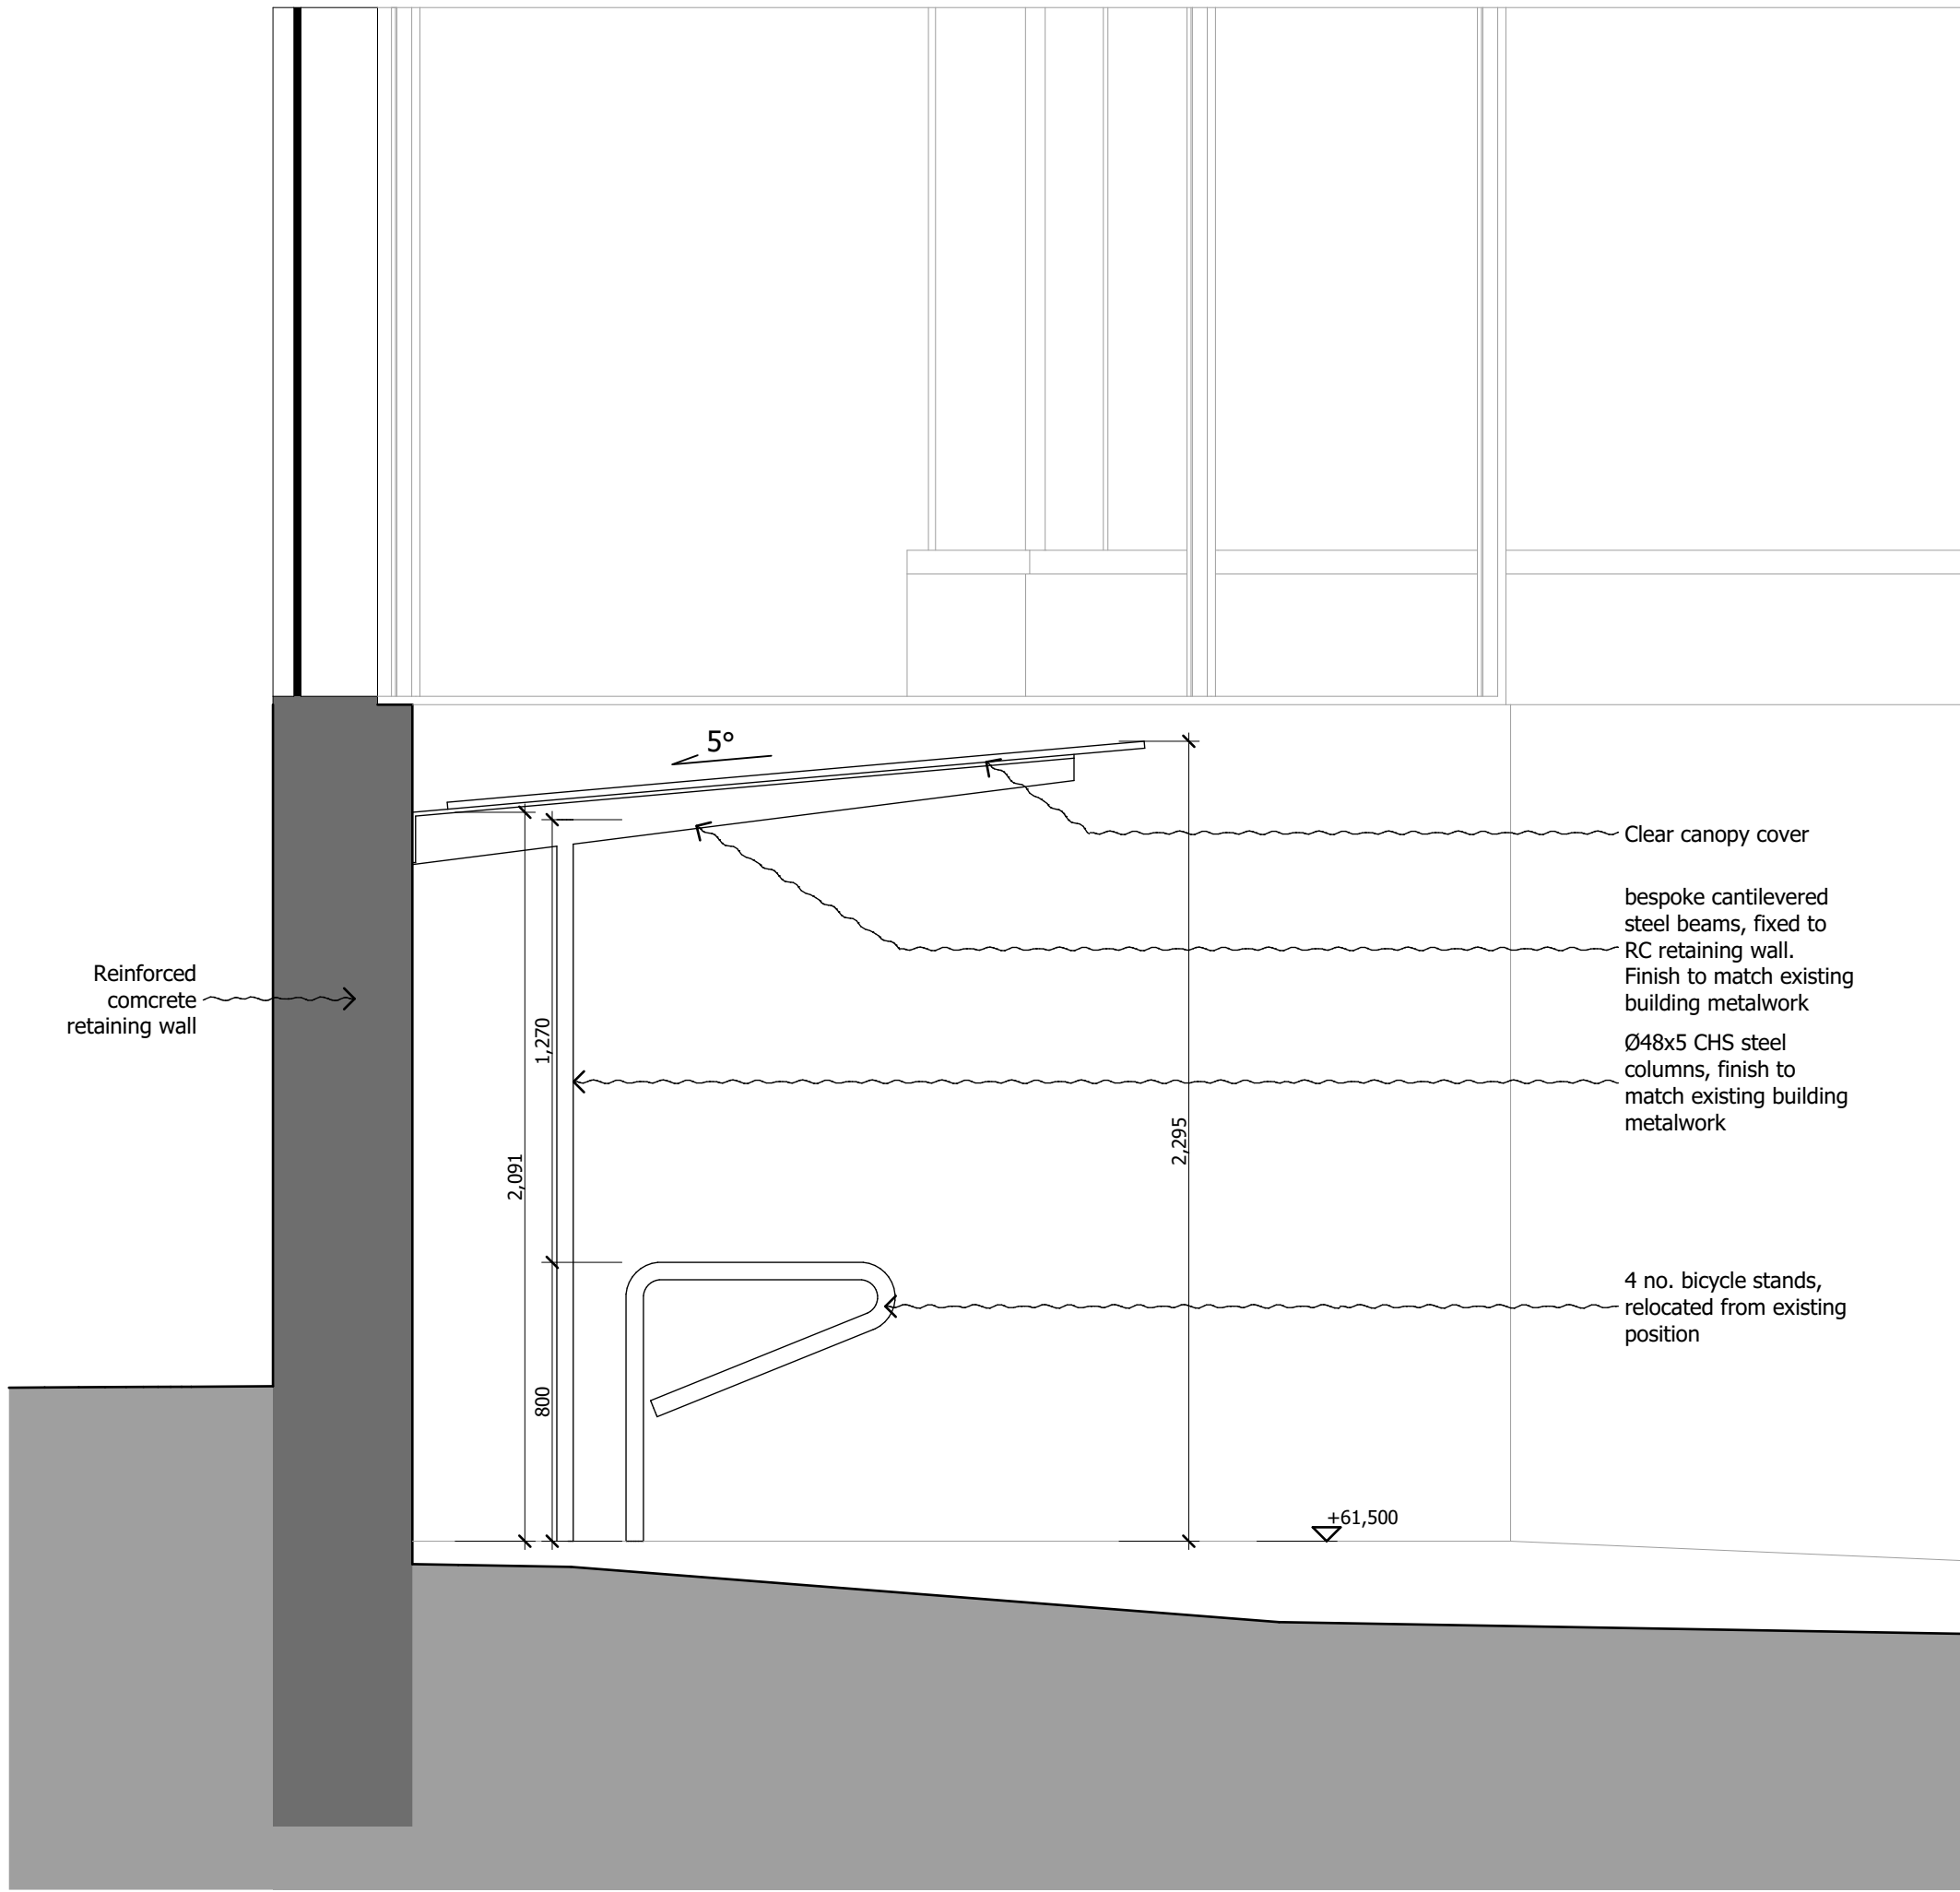 5°
Clear canopy cover
bespoke cantilevered
steel beams, fixed to
RC retaining wall.
Finish to match existing
building metalwork
Reinforced
comcrete
retaining wall
1,270
Ø48x5 CHS steel
columns, finish to
match existing building
metalwork
2,091
2,295
4 no. bicycle stands,
relocated from existing
position
800
+61,500